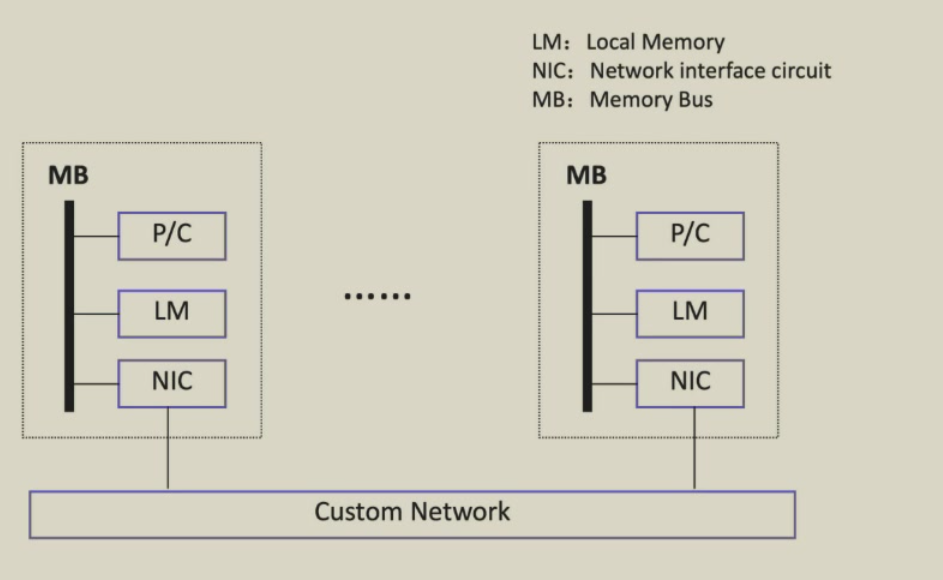 LM： Local Memory
NIC： Network interface circuit
MB： Memory Bus
MB
P/C
LM
NIC
......
MB
P/C
LM
NIC
Custom Network